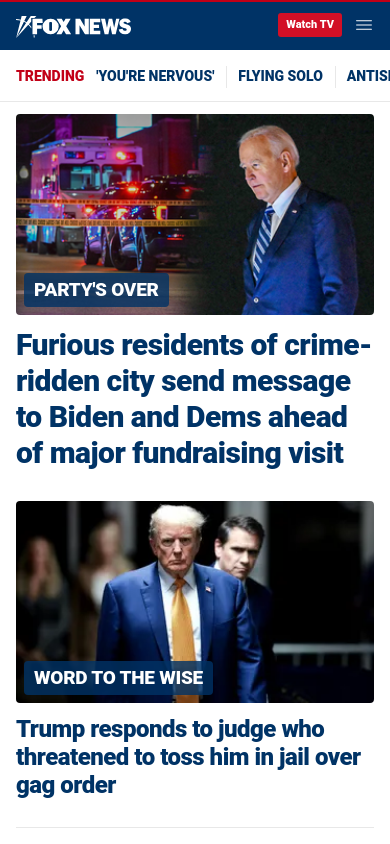 FOX NEWS
Watch TV
TRENDING 'YOU'RE NERVOUS' FLYING SOLO
PARTY'S OVER
Furious residents of crime-
ridden city send message
to Biden and Dems ahead
of major fundraising visit
WORD TO THE WISE
Trump responds to judge who
threatened to toss him in jail over
gag order